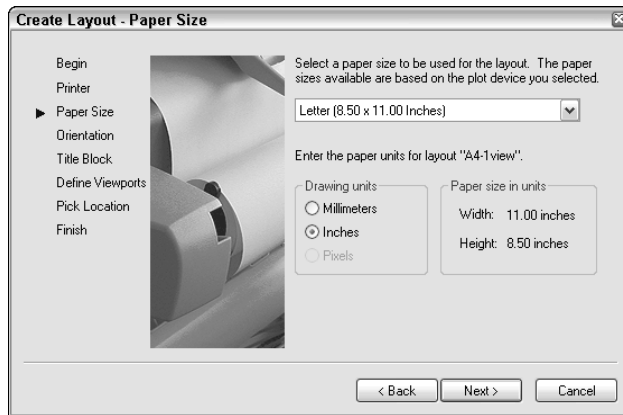 Create Layout - Paper Size
Begin
Printer
Paper Size
Orientation
Title Block
Define Viewports
Pick Location
Finish
Select a paper size to be used for the layout. The paper
sizes available are based on the plot device you selected.
Letter (8.50 x 11.00 Inches)
Enter the paper units for layout "A4-1view".
Drawing units
Millimeters
Inches
Pixels
Paper size in units
Width: 11.00 inches
Height: 8.50 inches
< Back Next > Cancel